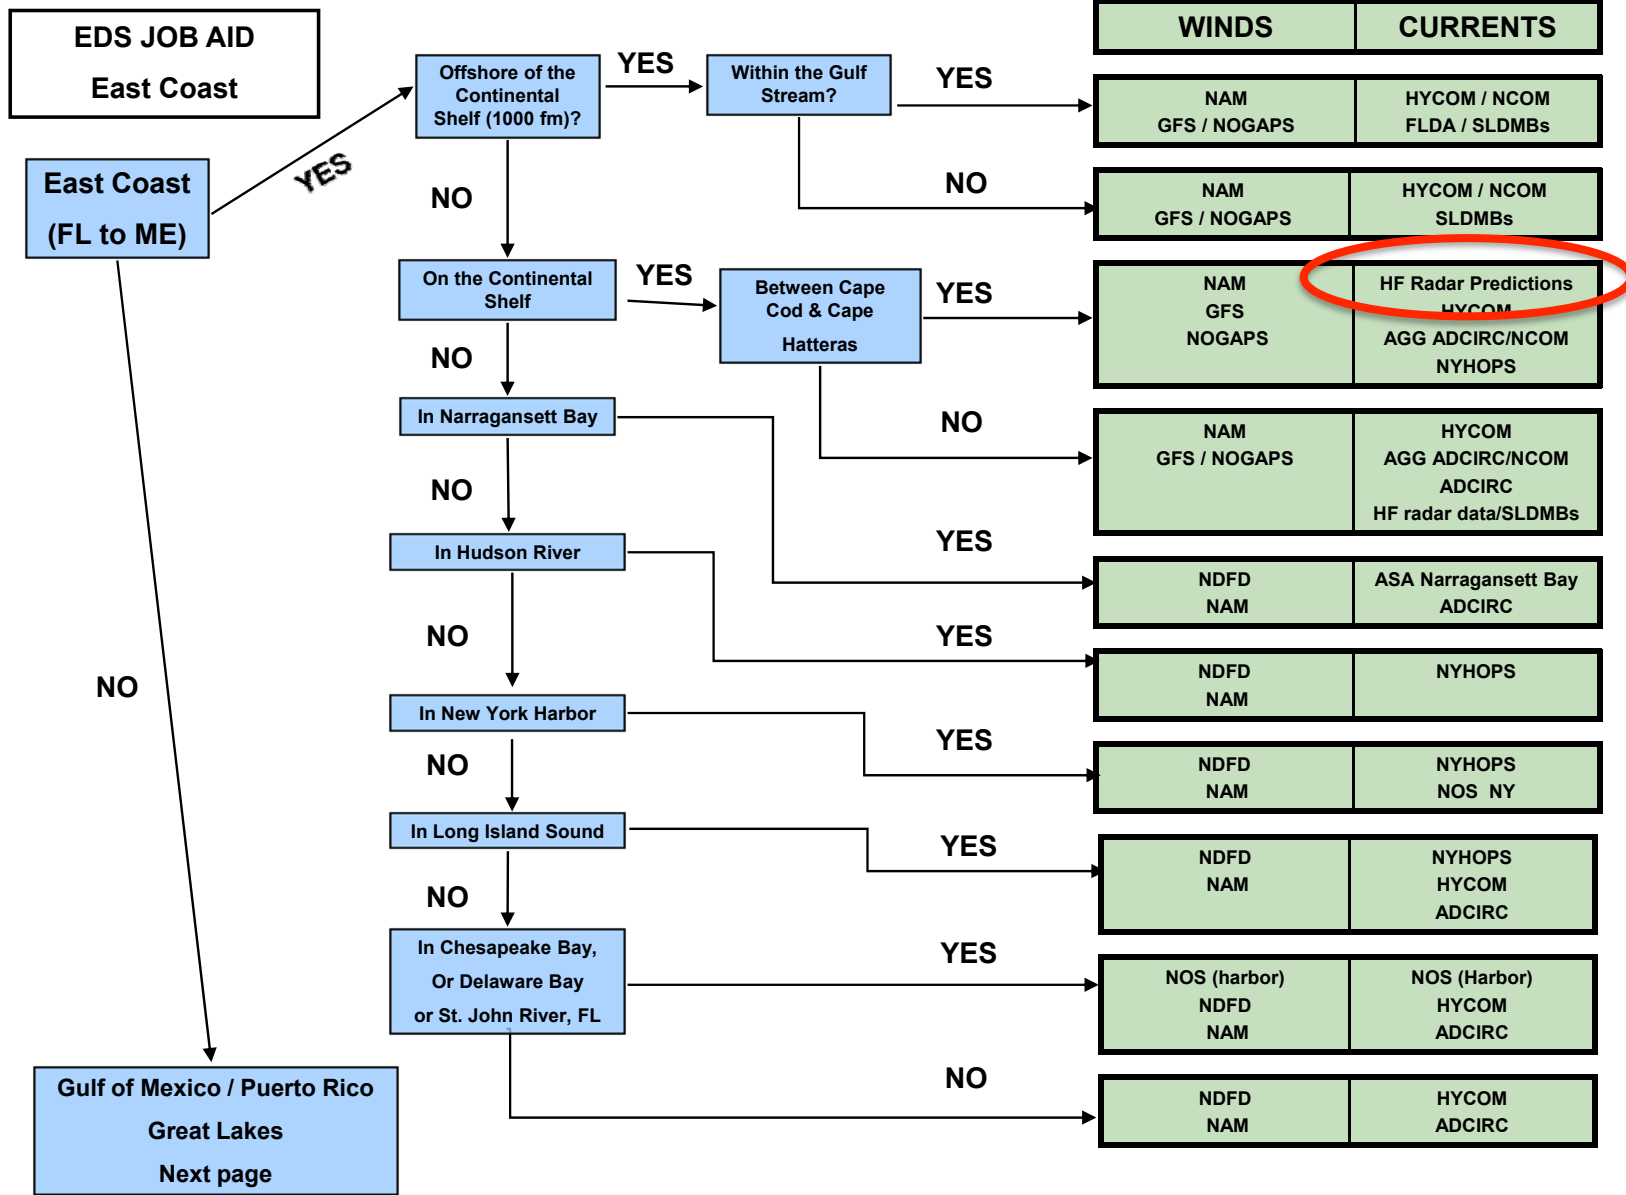 EDS JOB AID
East Coast
WINDS
CURRENTS
East Coast
(FL to ME)
YES
Offshore of the
Continental
Shelf (1000 fm)?
YES
Within the Gulf
Stream?
YES
NAM
GFS / NOGAPS
HYCOM / NCOM
FLDA / SLDMBs
NO
NAM
GFS / NOGAPS
HYCOM / NCOM
SLDMBs
NO
On the Continental
Shelf
YES
Between Cape
Cod & Cape
Hatteras
YES
NAM
GFS
NOGAPS
HF Radar Predictions
HYCOM
AGG ADCIRC/NCOM
NYHOPS
NO
NAM
GFS / NOGAPS
HYCOM
AGG ADCIRC/NCOM
ADCIRC
HF radar data/SLDMBs
NO
In Narragansett Bay
YES
NDFD
NAM
ASA Narragansett Bay
ADCIRC
NO
In Hudson River
YES
NDFD
NAM
NYHOPS
NO
In New York Harbor
YES
NDFD
NAM
NYHOPS
NOS NY
NO
In Long Island Sound
YES
NDFD
NAM
NYHOPS
HYCOM
ADCIRC
NO
In Chesapeake Bay,
Or Delaware Bay
or St. John River, FL
YES
NOS (harbor)
NDFD
NAM
NOS (Harbor)
HYCOM
ADCIRC
NO
NDFD
NAM
HYCOM
ADCIRC
NO
Gulf of Mexico / Puerto Rico
Great Lakes
Next page